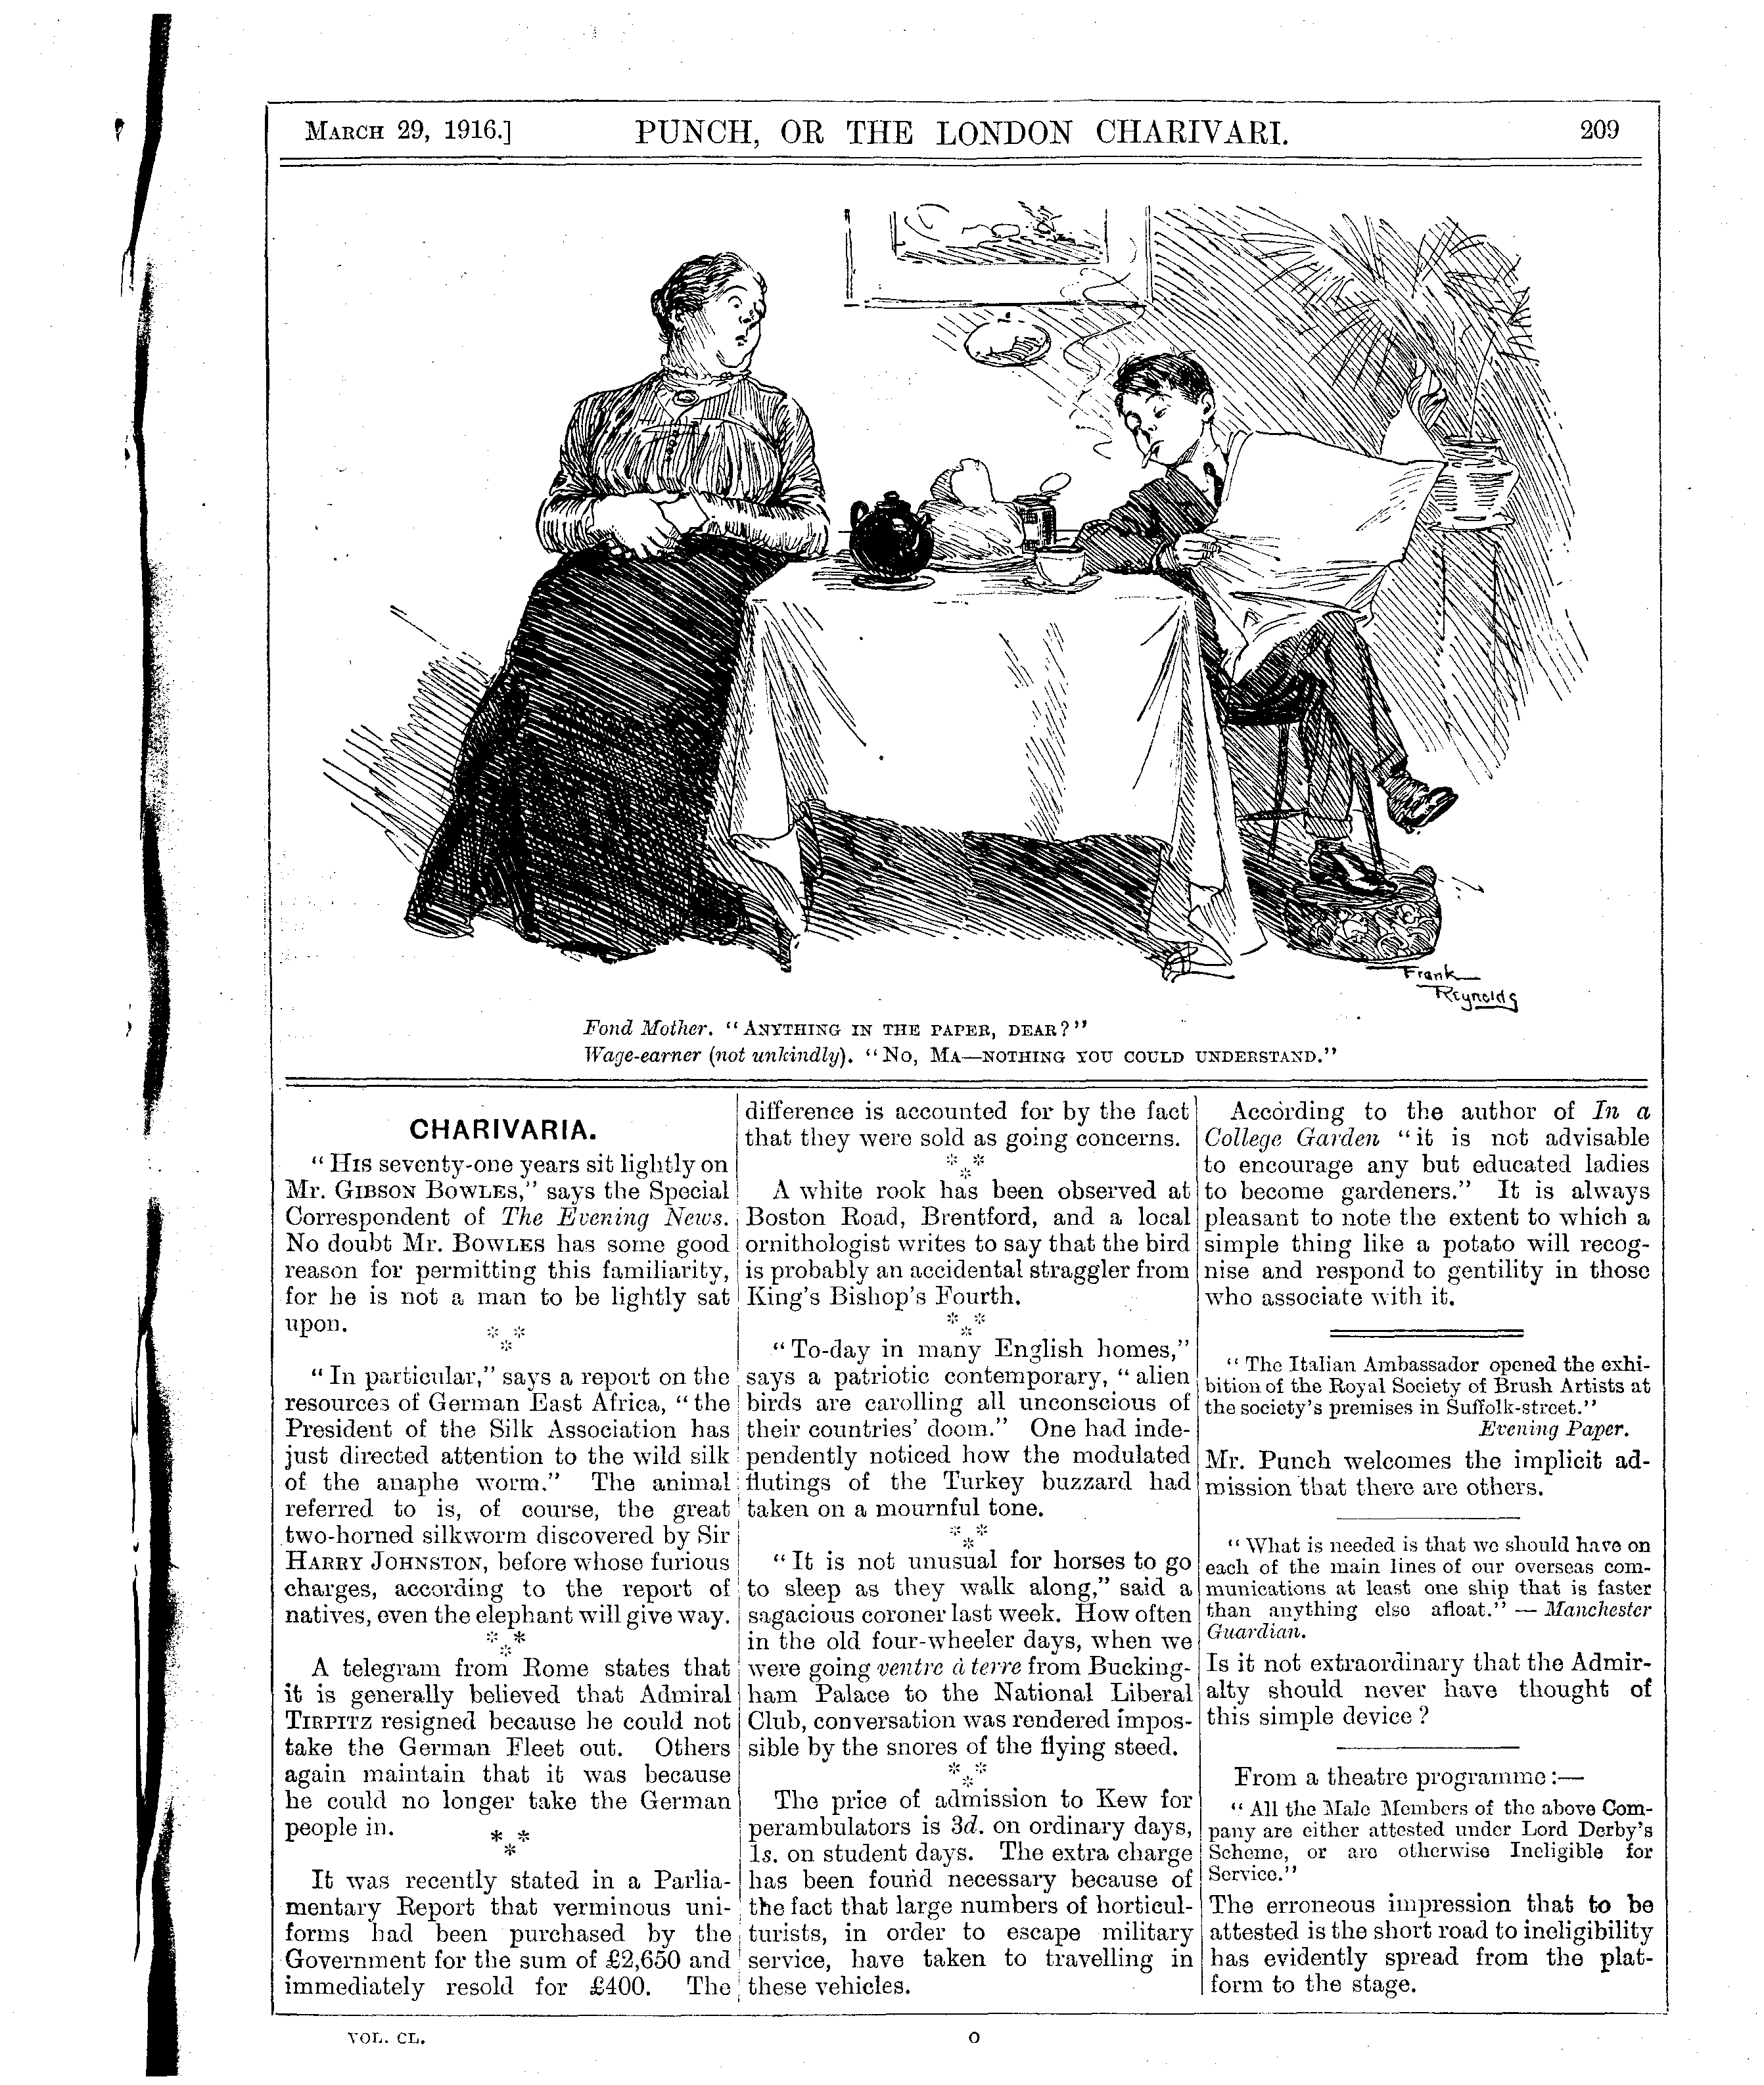 MARCH 29, 1916.] PUNCH, OR THE LONDON CHARIVARI. 209
Frank
Reynolds
Fond Mother. "ANYTHING IN THE PAPER, DEAR?"
Wage-earner (not unkindly). "NO, MA—NOTHING YOU COULD UNDERSTAND."
CHARIVARIA.
"HIS seventy-one years sit lightly on
Mr. GIBSON BOWLES," says the Special
Correspondent of The Evening News.
No doubt Mr. BOWLES has some good
reason for permitting this familiarity,
for he is not a man to be lightly sat
upon.
* *
*
"In particular," says a report on the
resources of German East Africa, "the
President of the Silk Association has
just directed attention to the wild silk
of the anaphe worm." The animal
referred to is, of course, the great
two-horned silkworm discovered by Sir
HARRY JOHNSTON, before whose furious
charges, according to the report of
natives, even the elephant will give way.
* *
*
A telegram from Rome states that
it is generally believed that Admiral
TIRPITZ resigned because he could not
take the German Fleet out. Others
again maintain that it was because
he could no longer take the German
people in.
* *
*
It was recently stated in a Parlia-
mentary Report that verminous uni-
forms had been purchased by the
Government for the sum of £2,650 and
immediately resold for £400. The
difference is accounted for by the fact
that they were sold as going concerns.
* *
*
A white rook has been observed at
Boston Road, Brentford, and a local
ornithologist writes to say that the bird
is probably an accidental straggler from
King's Bishop's Fourth.
* *
*
"To-day in many English homes,"
says a patriotic contemporary, "alien
birds are carolling all unconscious of
their countries' doom." One had inde-
pendently noticed how the modulated
flutings of the Turkey buzzard had
taken on a mournful tone.
* *
*
"It is not unusual for horses to go
to sleep as they walk along," said a
sagacious coroner last week. How often
in the old four-wheeler days, when we
were going ventre à terre from Bucking-
ham Palace to the National Liberal
Club, conversation was rendered impos-
sible by the snores of the flying steed.
* *
*
The price of admission to Kew for
perambulators is 3d. on ordinary days,
1s. on student days. The extra charge
has been found necessary because of
the fact that large numbers of horticul-
turists, in order to escape military
service, have taken to travelling in
these vehicles.
According to the author of In a
College Garden "it is not advisable
to encourage any but educated ladies
to become gardeners." It is always
pleasant to note the extent to which a
simple thing like a potato will recog-
nise and respond to gentility in those
who associate with it.
"The Italian Ambassador opened the exhi-
bition of the Royal Society of Brush Artists at
the society's premises in Suffolk-street."
Evening Paper.
Mr. Punch welcomes the implicit ad-
mission that there are others.
"What is needed is that we should have on
each of the main lines of our overseas com-
munications at least one ship that is faster
than anything else afloat." — Manchester
Guardian.
Is it not extraordinary that the Admir-
alty should never have thought of
this simple device?
From a theatre programme:—
"All the Male Members of the above Com-
pany are either attested under Lord Derby's
Scheme, or are otherwise Ineligible for
Service."
The erroneous impression that to be
attested is the short road to ineligibility
has evidently spread from the plat-
form to the stage.
VOL. CL. O